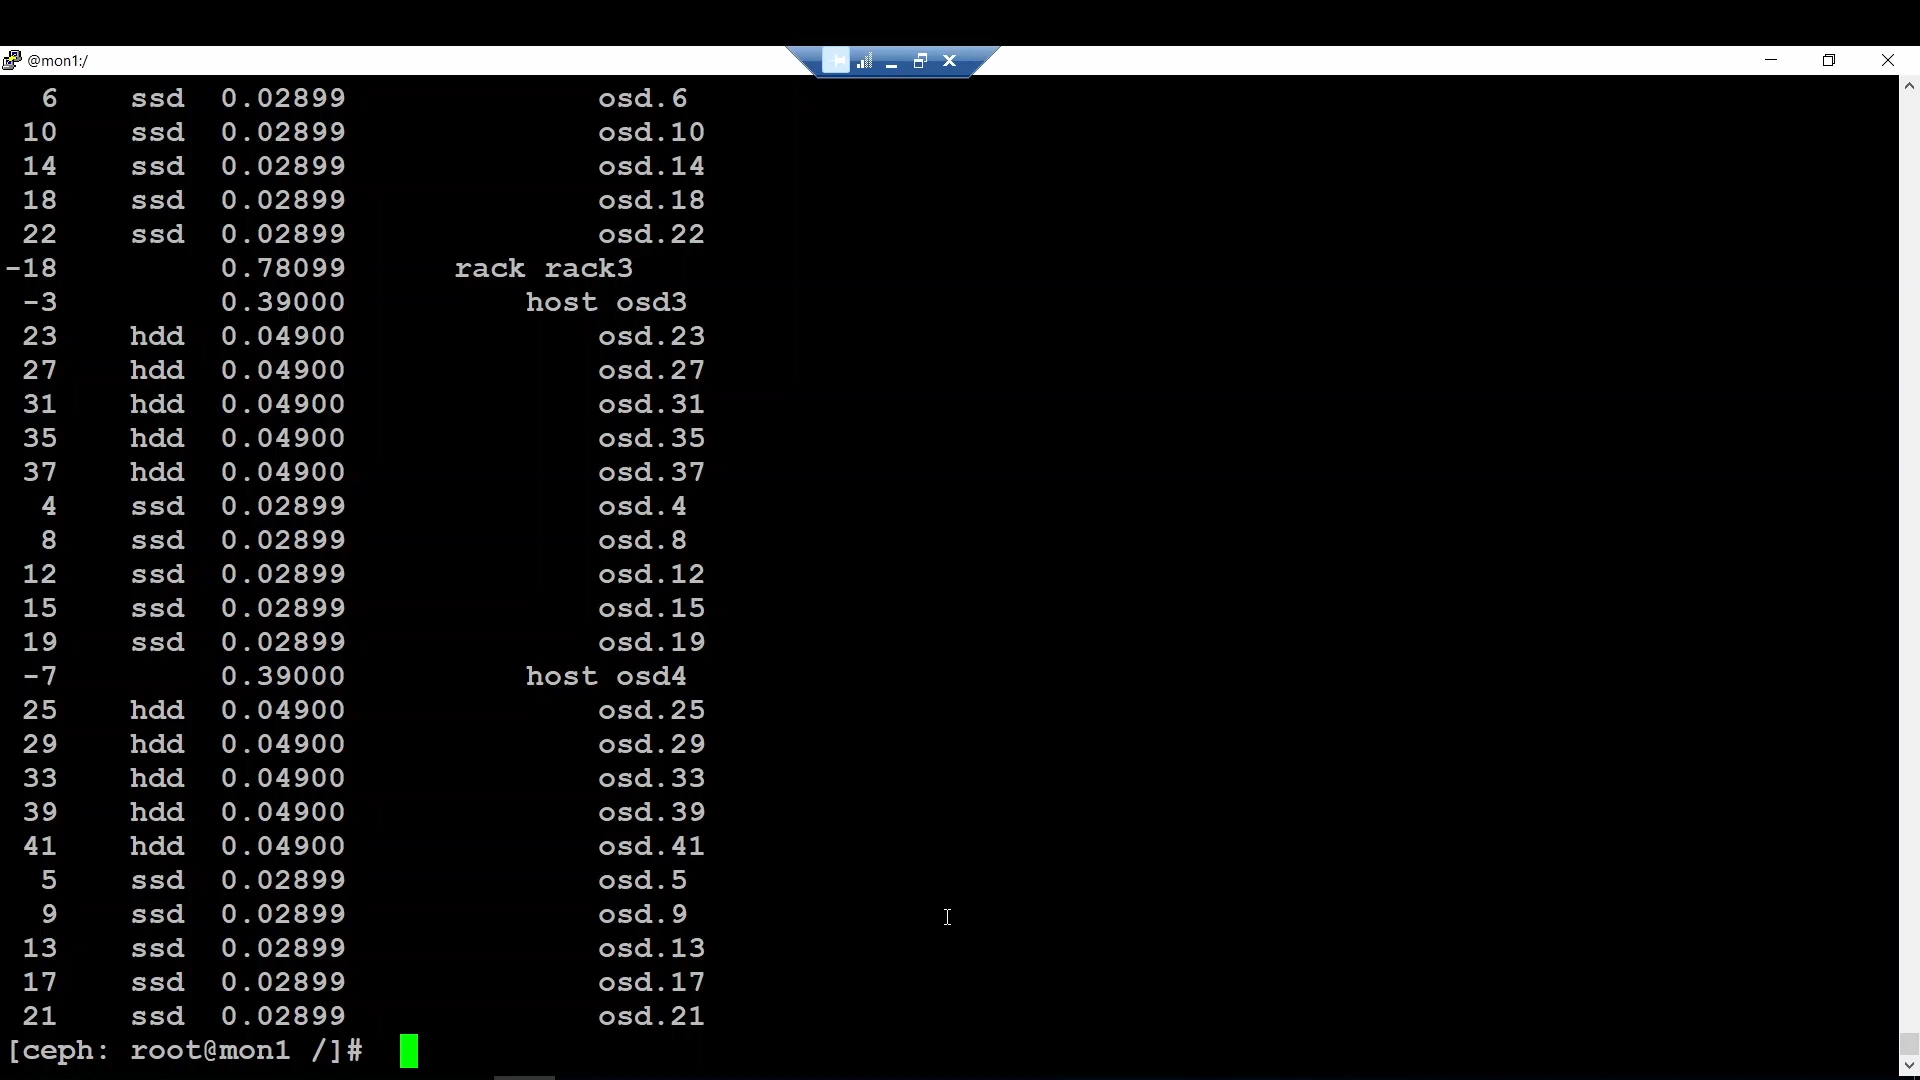 @mon1:/
6 ssd 0.02899 osd.6
10 ssd 0.02899 osd.10
14 ssd 0.02899 osd.14
18 ssd 0.02899 osd.18
22 ssd 0.02899 osd.22
-18 0.78099 rack rack3
-3 0.39000 host osd3
23 hdd 0.04900 osd.23
27 hdd 0.04900 osd.27
31 hdd 0.04900 osd.31
35 hdd 0.04900 osd.35
37 hdd 0.04900 osd.37
4 ssd 0.02899 osd.4
8 ssd 0.02899 osd.8
12 ssd 0.02899 osd.12
15 ssd 0.02899 osd.15
19 ssd 0.02899 osd.19
-7 0.39000 host osd4
25 hdd 0.04900 osd.25
29 hdd 0.04900 osd.29
33 hdd 0.04900 osd.33
39 hdd 0.04900 osd.39
41 hdd 0.04900 osd.41
5 ssd 0.02899 osd.5
9 ssd 0.02899 osd.9
13 ssd 0.02899 osd.13
17 ssd 0.02899 osd.17
21 ssd 0.02899 osd.21
[ceph: root@mon1 /]#